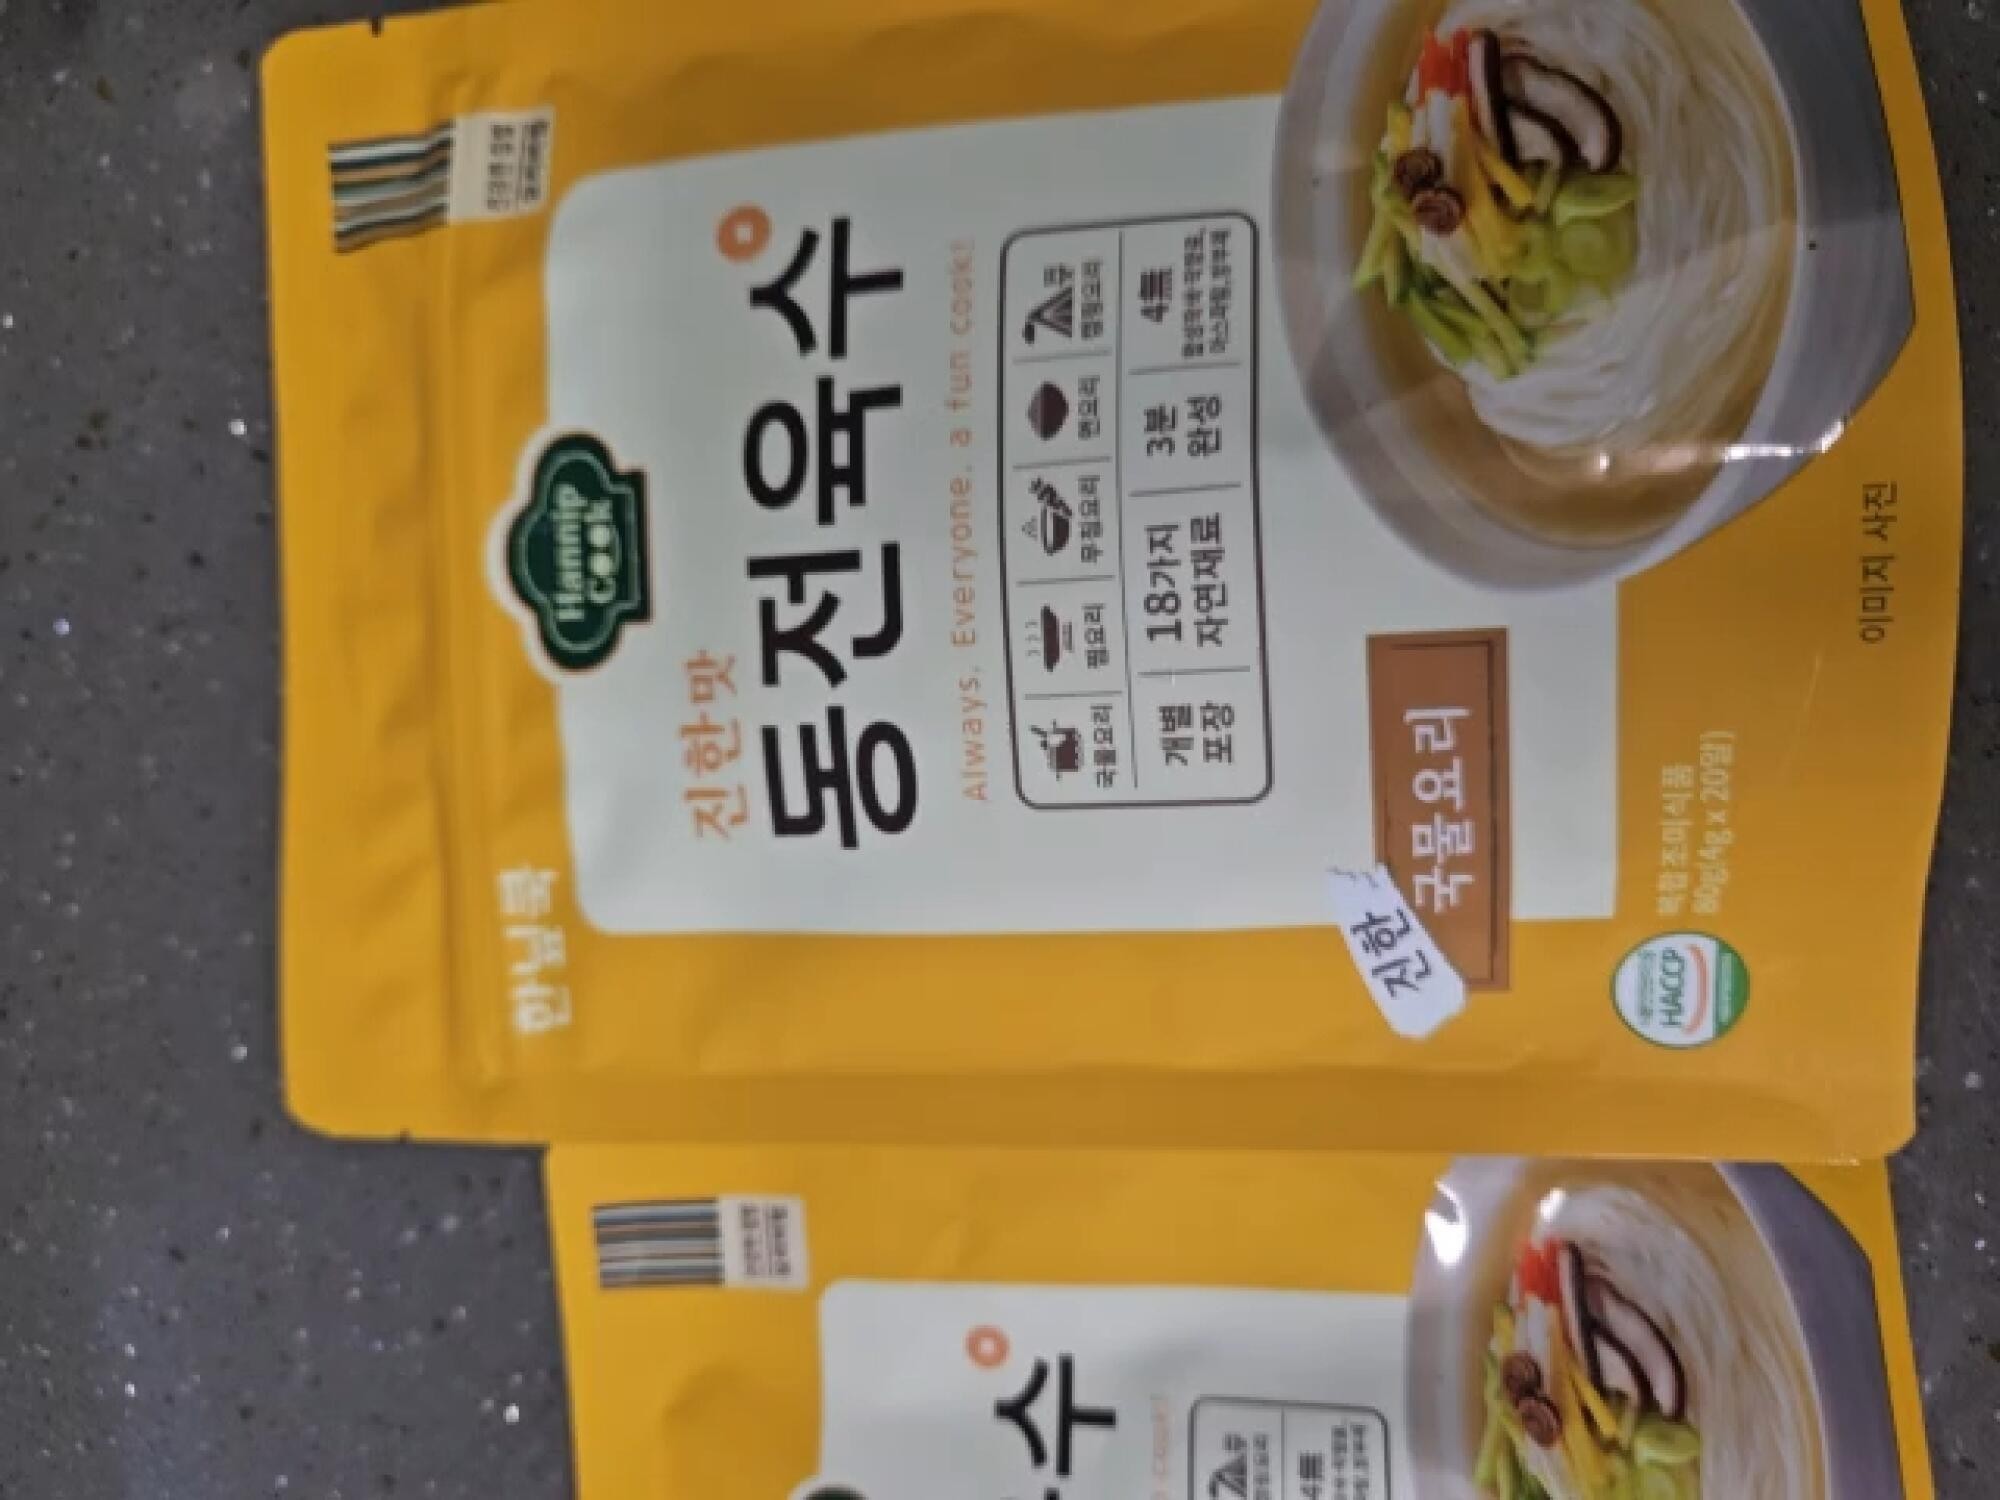 한닢쿡
Hannip
COOK
진한맛
동전육수
Always, Everyone, a fun cook!
국물요리
찜요리
무침요리
면요리
캠핑요리
개별
포장
18가지
자연재료
3분
완성
4無
진한
국물요리
HACCP
복합조미식품
80g(4g x 20알)
이미지 사진
수
4無